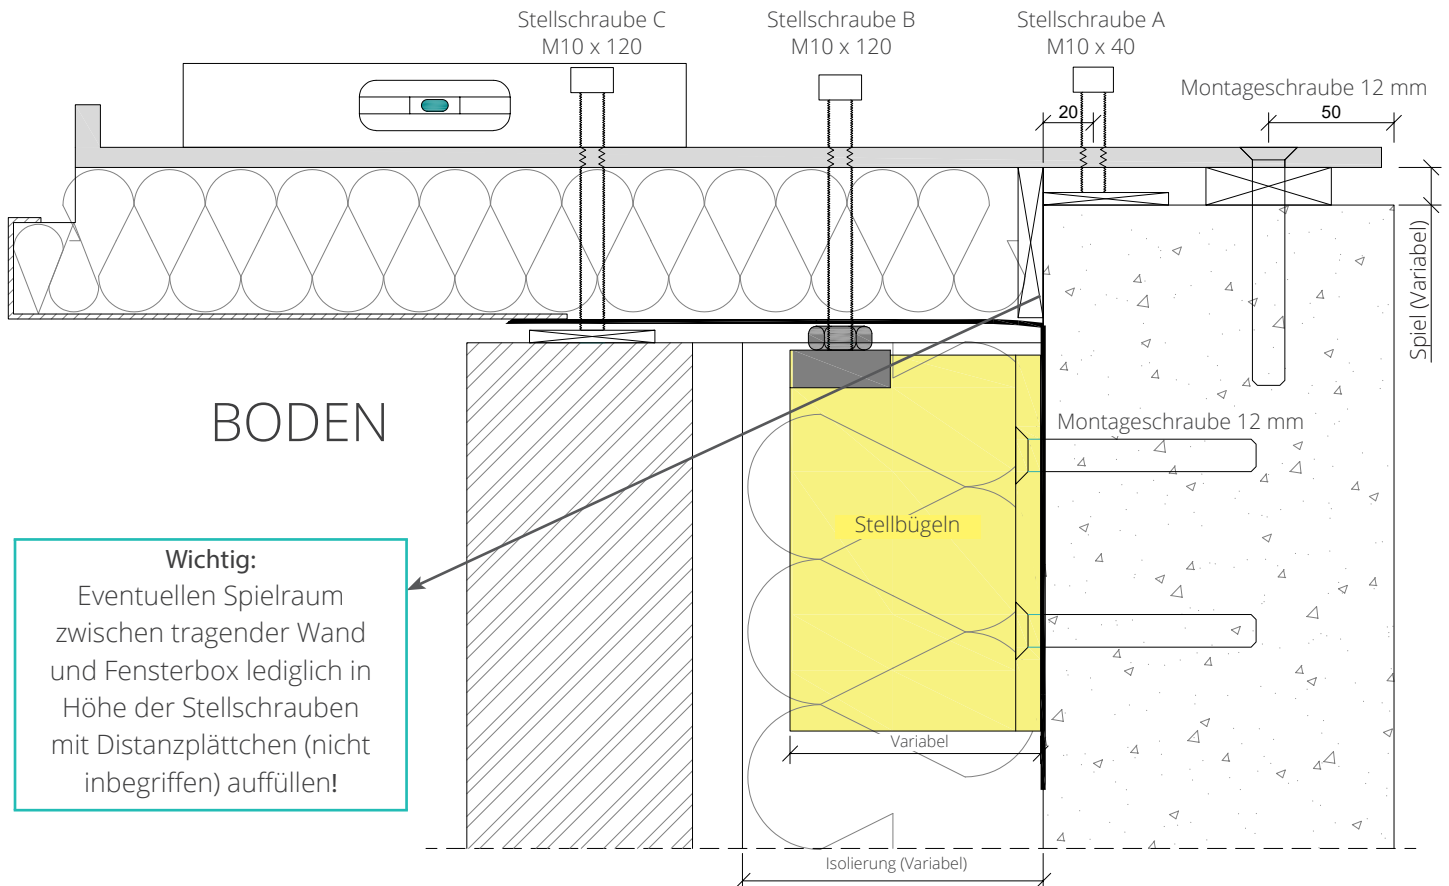 Stellschraube C
M10 x 120
Stellschraube B
M10 x 120
Stellschraube A
M10 x 40
Montageschraube 12 mm
20
50
Spiel (Variabel)
BODEN
Montageschraube 12 mm
Stellbügeln
Wichtig:
Eventuellen Spielraum
zwischen tragender Wand
und Fensterbox lediglich in
Höhe der Stellschrauben
mit Distanzplättchen (nicht
inbegriffen) auffüllen!
Variabel
Isolierung (Variabel)